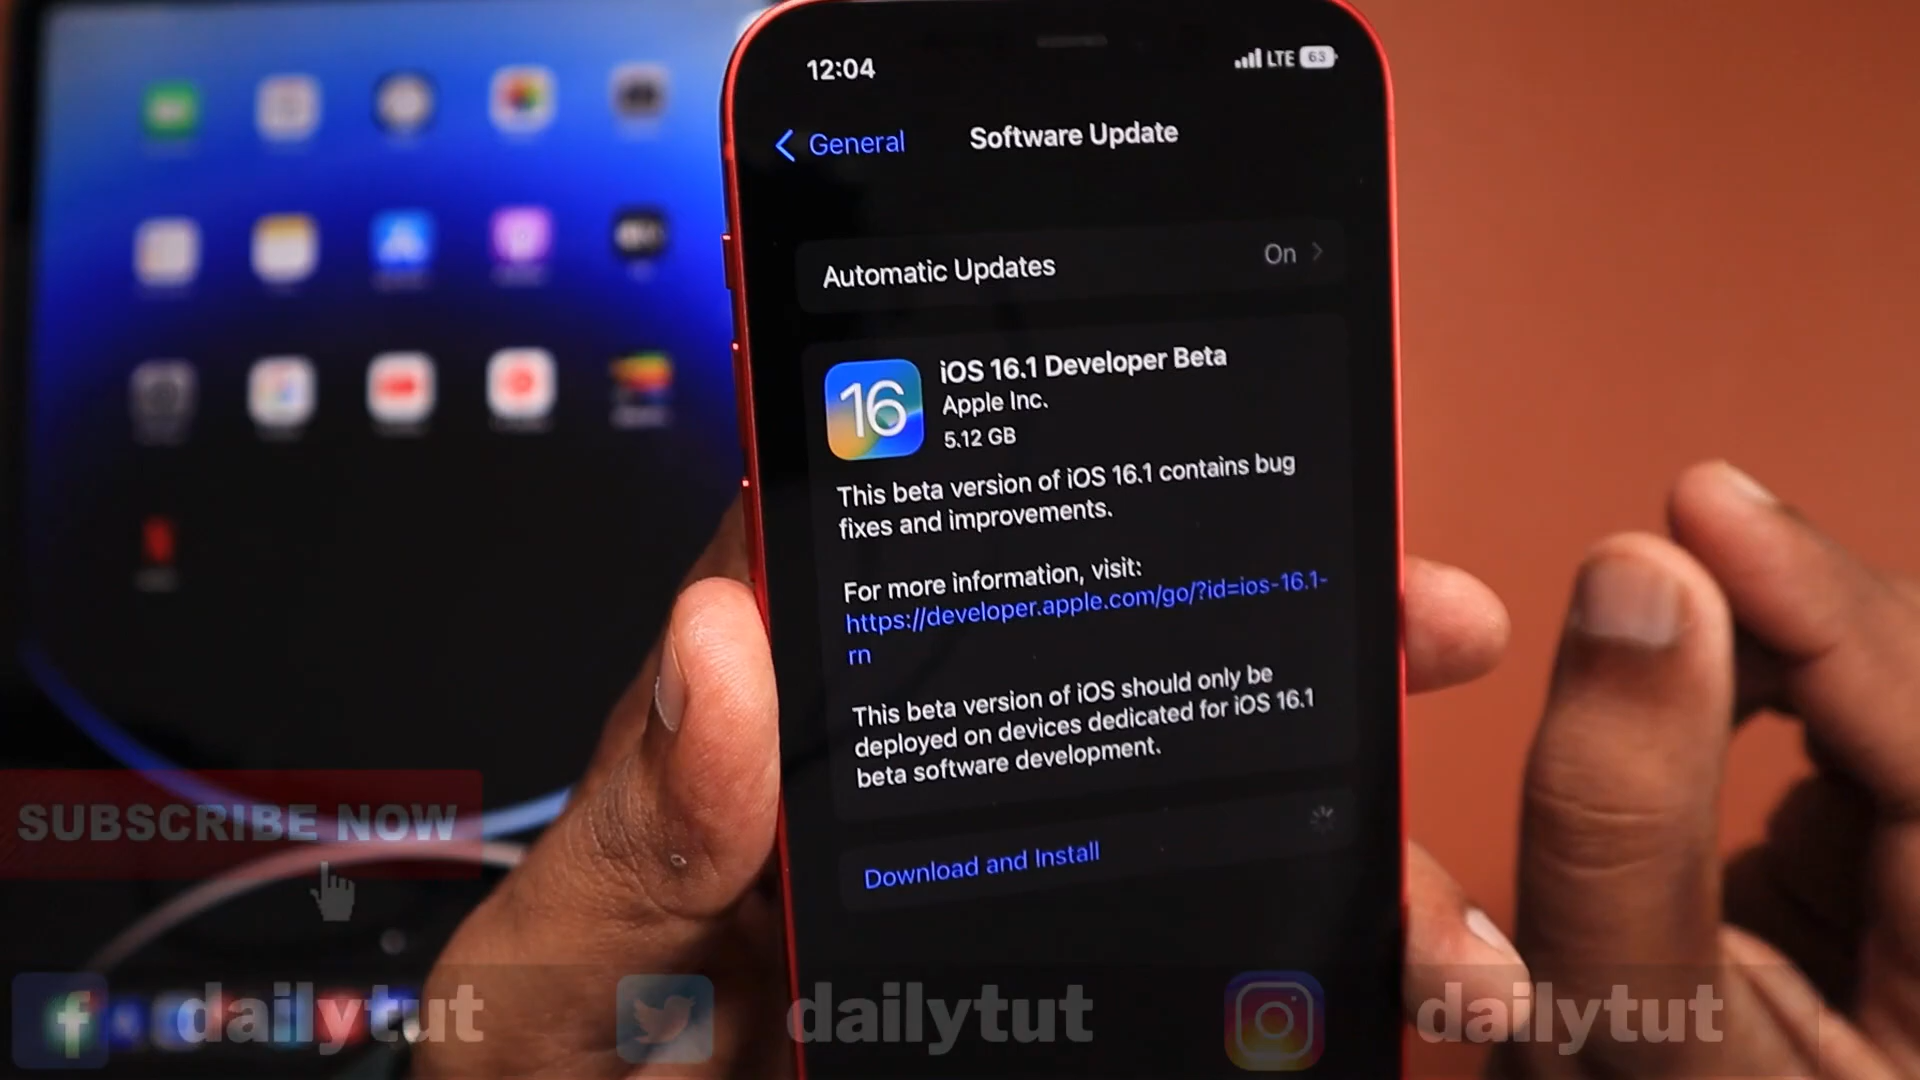 12:04
LTE 63
General
Software Update
Automatic Updates
On
16
iOS 16.1 Developer Beta
Apple Inc.
5.12 GB
This beta version of iOS 16.1 contains bug
fixes and improvements.
For more information, visit:
https://developer.apple.com/go/?id=ios-16.1-
rn
This beta version of iOS should only be
deployed on devices dedicated for iOS 16.1
beta software development.
Download and Install
SUBSCRIBE NOW
dailytut
dailytut
dailytut